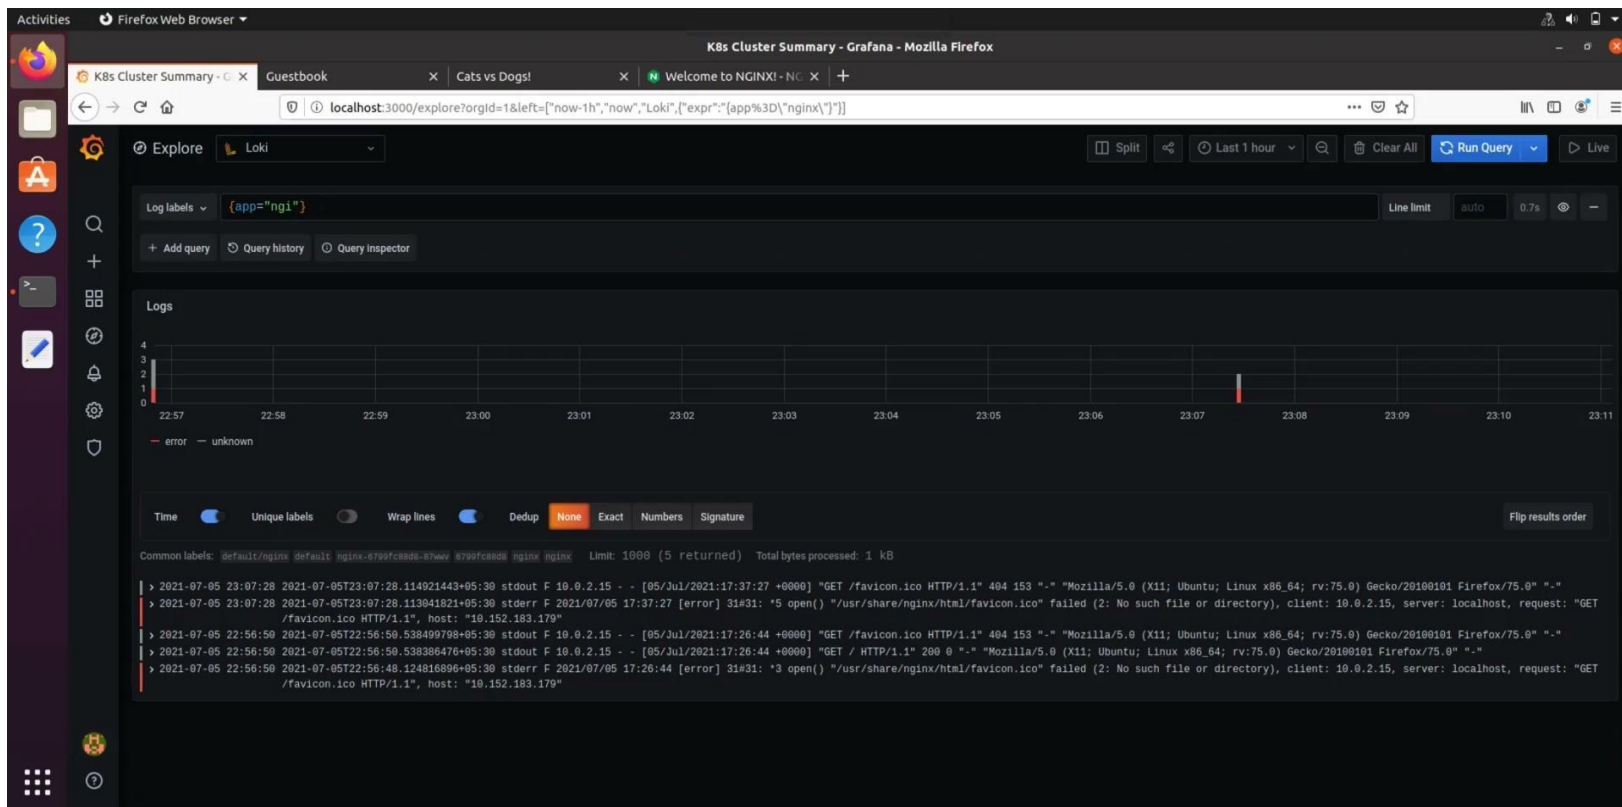 Activities
Firefox Web Browser
K8s Cluster Summary - Grafana - Mozilla Firefox
K8s Cluster Summary - G
Guestbook
Cats vs Dogs!
Welcome to NGINX! - NG
localhost:3000/explore?orgId=1&left=["now-1h","now","Loki",{"expr":"{app%3D\"nginx\"}"}]
Explore
Loki
Split
Last 1 hour
Clear All
Run Query
Live
Log labels
{app="ngi"}
Line limit
auto
0.7s
+ Add query
Query history
Query inspector
Logs
4
3
2
1
0
22:57 22:58 22:59 23:00 23:01 23:02 23:03 23:04 23:05 23:06 23:07 23:08 23:09 23:10 23:11
error unknown
Time
Unique labels
Wrap lines
Dedup
None
Exact
Numbers
Signature
Flip results order
Common labels: default/nginx default nginx-6799fc88d8-87wwv 6799fc88d8 nginx nginx Limit: 1000 (5 returned) Total bytes processed: 1 kB
> 2021-07-05 23:07:28 2021-07-05T23:07:28.114921443+05:30 stdout F 10.0.2.15 - - [05/Jul/2021:17:37:27 +0000] "GET /favicon.ico HTTP/1.1" 404 153 "-" "Mozilla/5.0 (X11; Ubuntu; Linux x86_64; rv:75.0) Gecko/20100101 Firefox/75.0" "-"
> 2021-07-05 23:07:28 2021-07-05T23:07:28.113041821+05:30 stderr F 2021/07/05 17:37:27 [error] 31#31: *5 open() "/usr/share/nginx/html/favicon.ico" failed (2: No such file or directory), client: 10.0.2.15, server: localhost, request: "GET
/favicon.ico HTTP/1.1", host: "10.152.183.179"
> 2021-07-05 22:56:50 2021-07-05T22:56:50.538499798+05:30 stdout F 10.0.2.15 - - [05/Jul/2021:17:26:44 +0000] "GET /favicon.ico HTTP/1.1" 404 153 "-" "Mozilla/5.0 (X11; Ubuntu; Linux x86_64; rv:75.0) Gecko/20100101 Firefox/75.0" "-"
> 2021-07-05 22:56:50 2021-07-05T22:56:50.538386476+05:30 stdout F 10.0.2.15 - - [05/Jul/2021:17:26:44 +0000] "GET / HTTP/1.1" 200 0 "-" "Mozilla/5.0 (X11; Ubuntu; Linux x86_64; rv:75.0) Gecko/20100101 Firefox/75.0" "-"
> 2021-07-05 22:56:50 2021-07-05T22:56:48.124816896+05:30 stderr F 2021/07/05 17:26:44 [error] 31#31: *3 open() "/usr/share/nginx/html/favicon.ico" failed (2: No such file or directory), client: 10.0.2.15, server: localhost, request: "GET
/favicon.ico HTTP/1.1", host: "10.152.183.179"